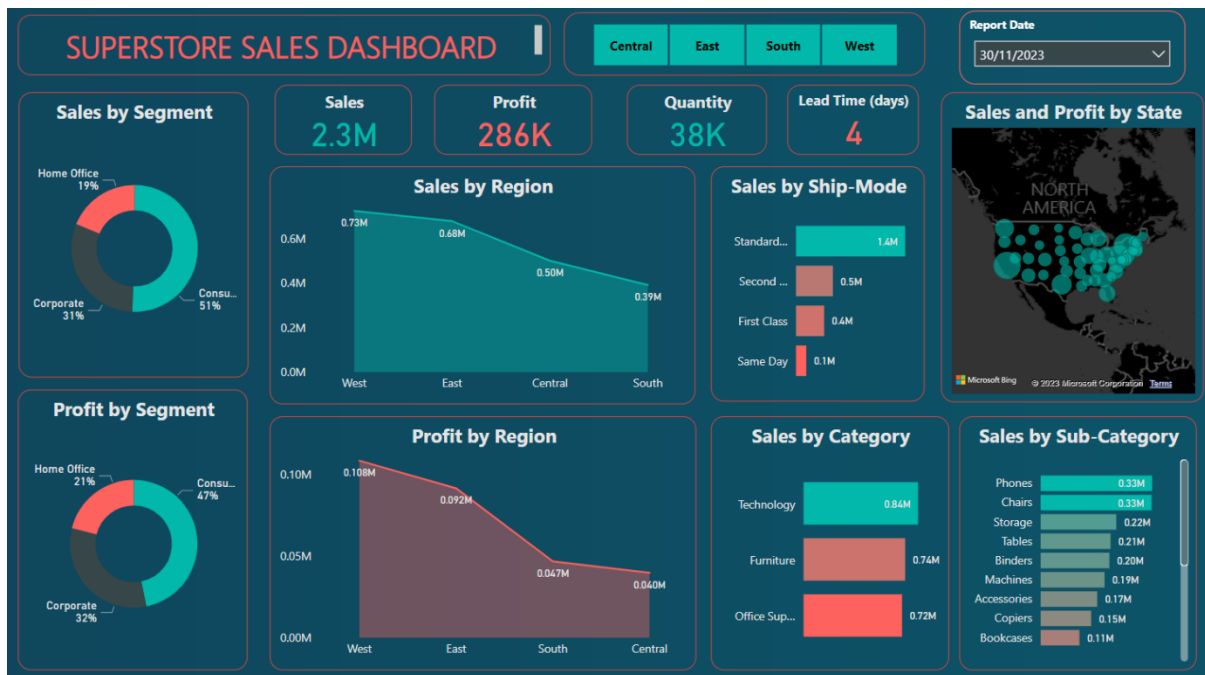 SUPERSTORE SALES DASHBOARD
Central East South West
Report Date
30/11/2023
Sales by Segment
Home Office
19%
Corporate
31%
Consu...
51%
Sales
2.3M
Profit
286K
Quantity
38K
Lead Time (days)
4
Sales by Region
0.6M
0.4M
0.2M
0.0M
0.73M
0.68M
0.50M
0.39M
West East Central South
Sales by Ship-Mode
Standard... 1.4M
Second ... 0.5M
First Class 0.4M
Same Day 0.1M
Sales and Profit by State
NORTH
AMERICA
Microsoft Bing
© 2023 Microsoft Corporation Terms
Profit by Segment
Home Office
21%
Consu...
47%
Corporate
32%
Profit by Region
0.10M
0.05M
0.00M
0.108M
0.092M
0.047M
0.040M
West East South Central
Sales by Category
Technology 0.84M
Furniture 0.74M
Office Sup... 0.72M
Sales by Sub-Category
Phones 0.33M
Chairs 0.33M
Storage 0.22M
Tables 0.21M
Binders 0.20M
Machines 0.19M
Accessories 0.17M
Copiers 0.15M
Bookcases 0.11M